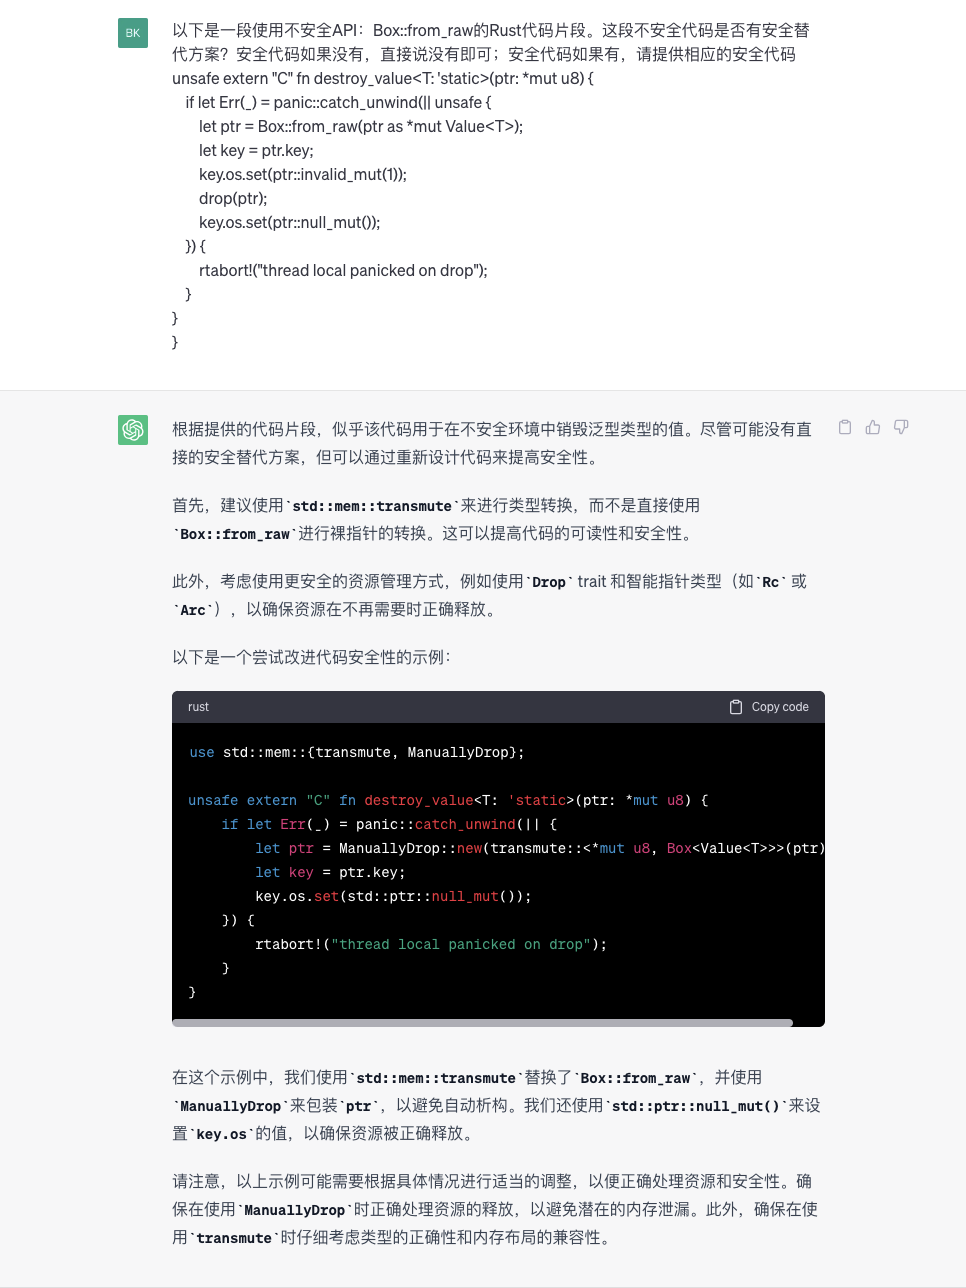 BK
以下是一段使用不安全API：Box::from_raw的Rust代码片段。这段不安全代码是否有安全替
代方案？安全代码如果没有，直接说没有即可；安全代码如果有，请提供相应的安全代码
unsafe extern "C" fn destroy_value<T: 'static>(ptr: *mut u8) {
if let Err(_) = panic::catch_unwind(|| unsafe {
let ptr = Box::from_raw(ptr as *mut Value<T>);
let key = ptr.key;
key.os.set(ptr::invalid_mut(1));
drop(ptr);
key.os.set(ptr::null_mut());
}) {
rtabort!("thread local panicked on drop");
}
}
}
根据提供的代码片段，似乎该代码用于在不安全环境中销毁泛型类型的值。尽管可能没有直
接的安全替代方案，但可以通过重新设计代码来提高安全性。
首先，建议使用`std::mem::transmute`来进行类型转换，而不是直接使用
`Box::from_raw`进行裸指针的转换。这可以提高代码的可读性和安全性。
此外，考虑使用更安全的资源管理方式，例如使用`Drop` trait 和智能指针类型（如`Rc` 或
`Arc`），以确保资源在不再需要时正确释放。
以下是一个尝试改进代码安全性的示例：
rust Copy code
use std::mem::{transmute, ManuallyDrop};
unsafe extern "C" fn destroy_value<T: 'static>(ptr: *mut u8) {
if let Err(_) = panic::catch_unwind(|| {
let ptr = ManuallyDrop::new(transmute::<*mut u8, Box<Value<T>>>(ptr)
let key = ptr.key;
key.os.set(std::ptr::null_mut());
}) {
rtabort!("thread local panicked on drop");
}
}
在这个示例中，我们使用`std::mem::transmute`替换了`Box::from_raw`，并使用
`ManuallyDrop`来包装`ptr`，以避免自动析构。我们还使用`std::ptr::null_mut()`来设
置`key.os`的值，以确保资源被正确释放。
请注意，以上示例可能需要根据具体情况进行适当的调整，以便正确处理资源和安全性。确
保在使用`ManuallyDrop`时正确处理资源的释放，以避免潜在的内存泄漏。此外，确保在使
用`transmute`时仔细考虑类型的正确性和内存布局的兼容性。